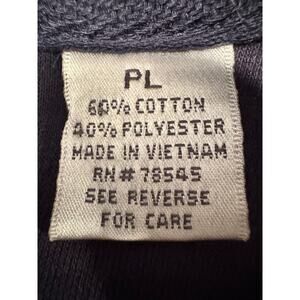 PL
60% COTTON
40% POLYESTER
MADE IN VIETNAM
RN# 78545
SEE REVERSE
FOR CARE